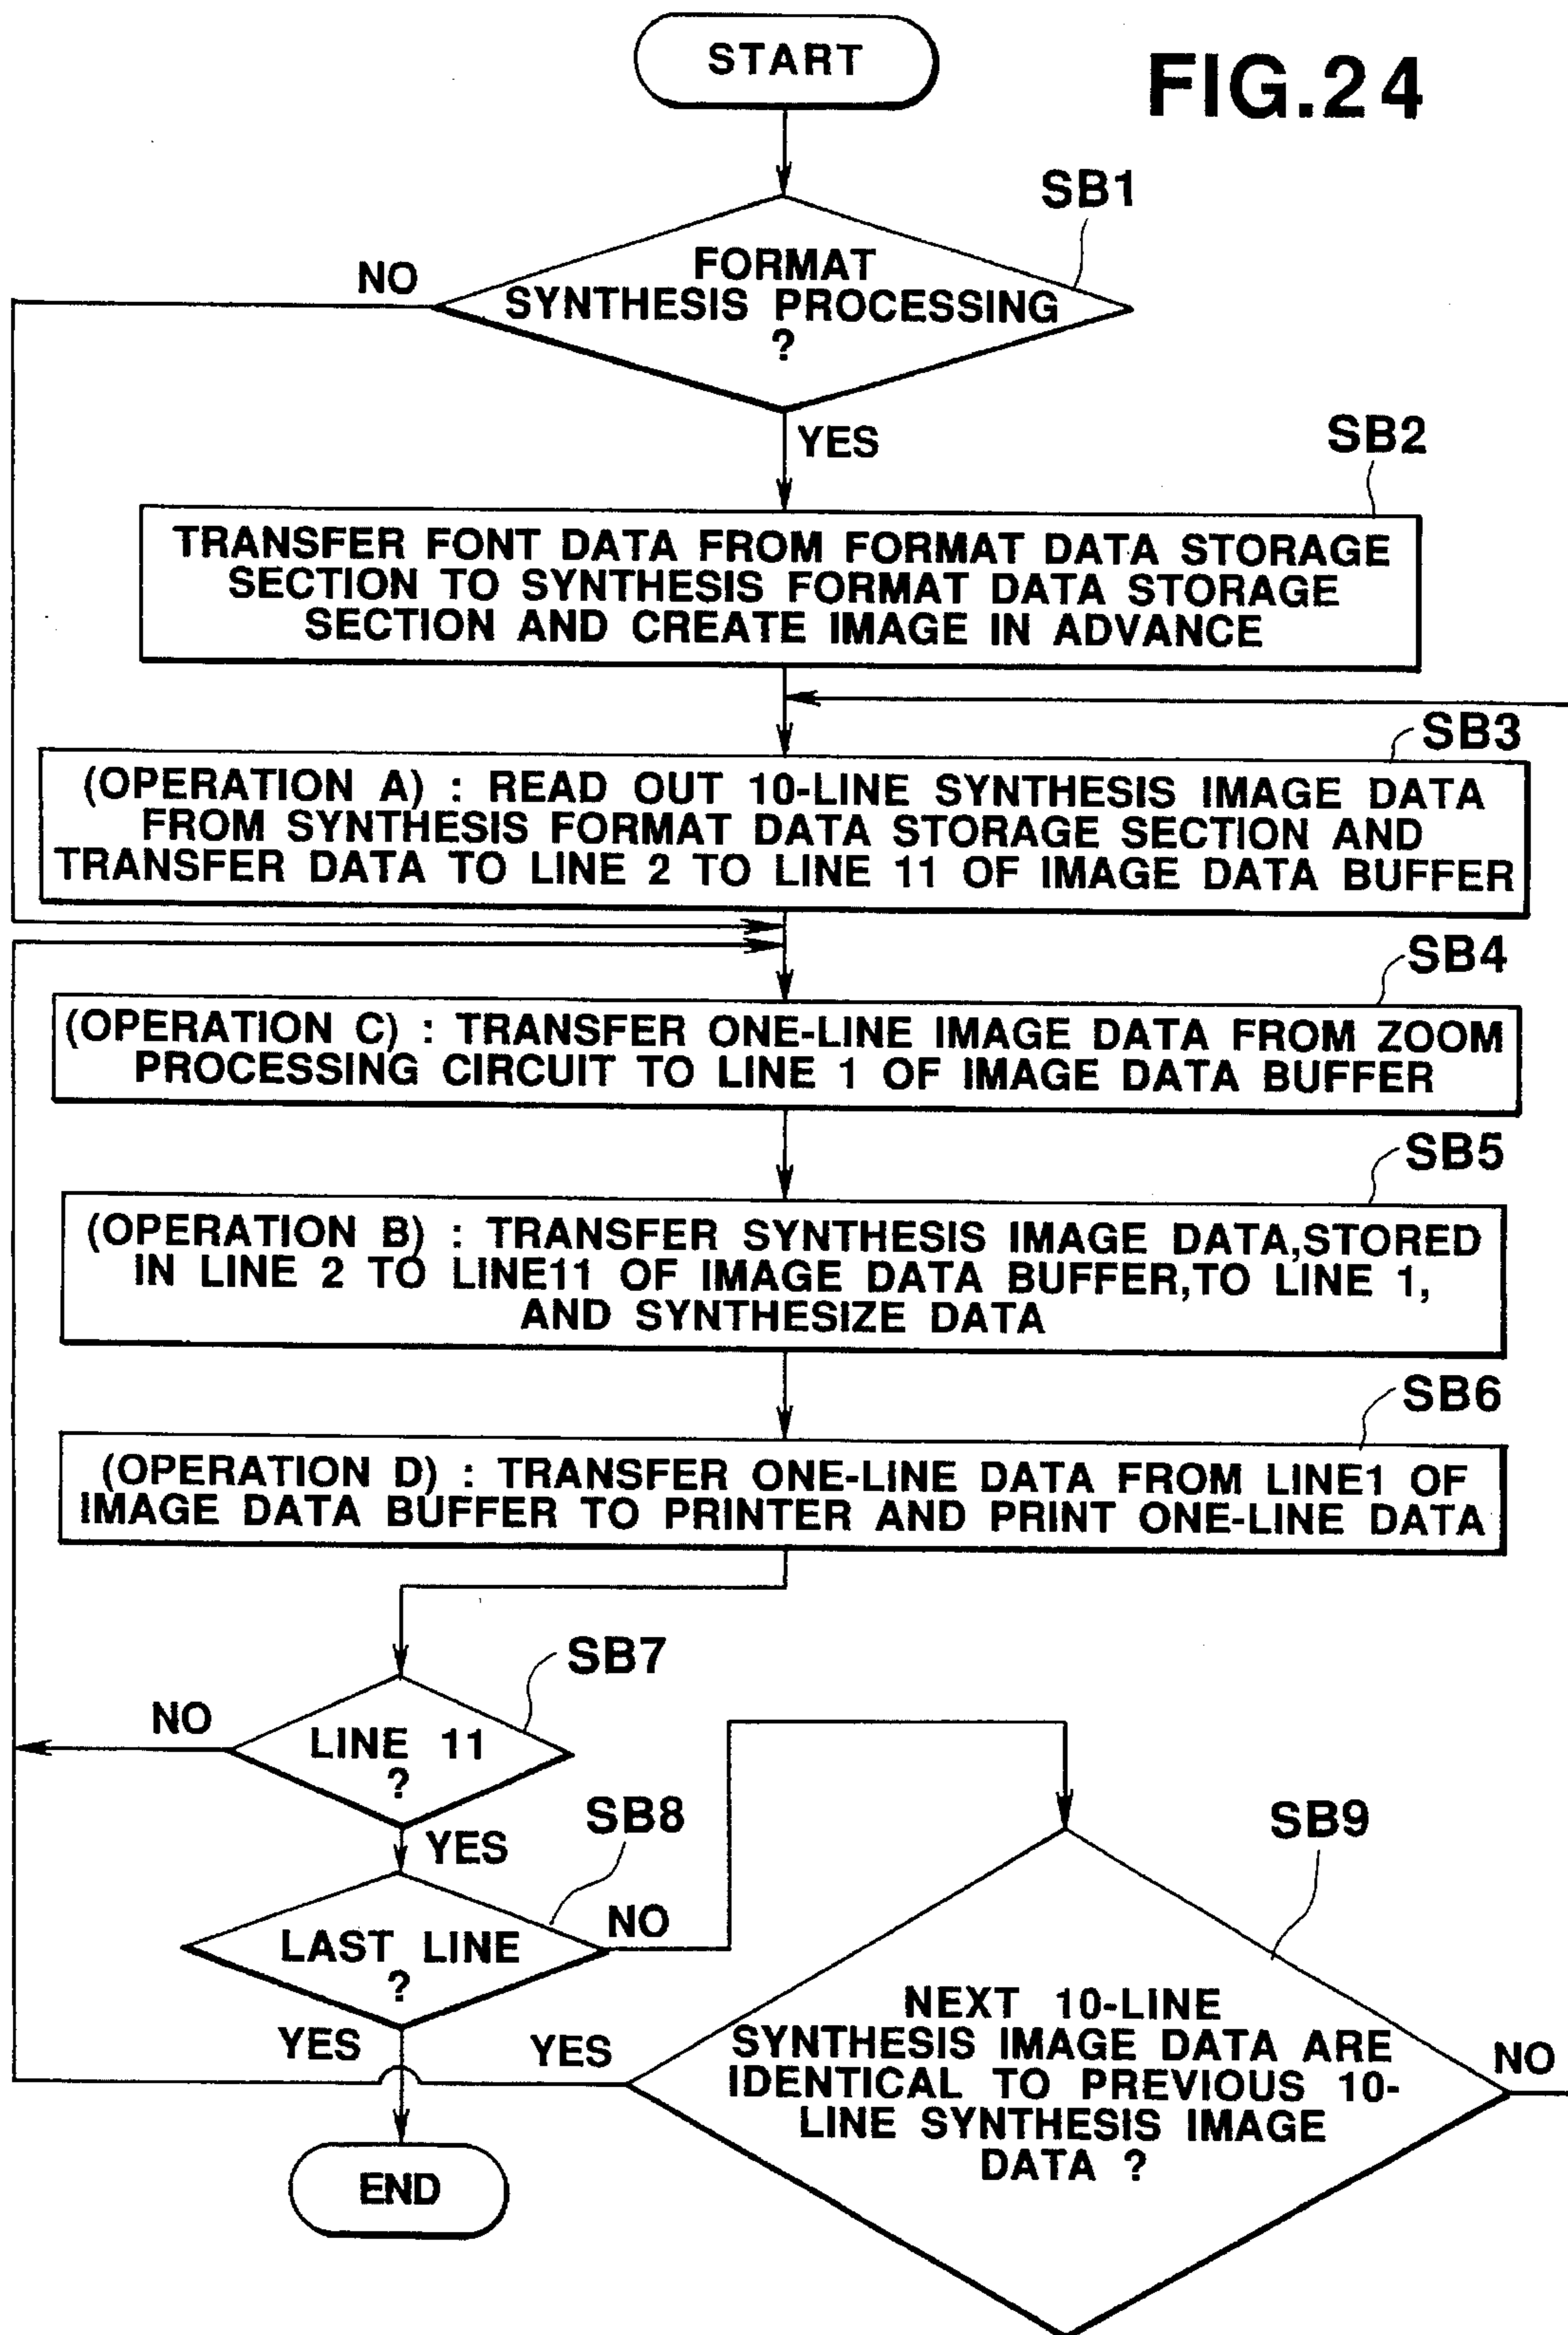 START
FIG.24
SB1
NO
FORMAT
SYNTHESIS PROCESSING
?
YES
SB2
TRANSFER FONT DATA FROM FORMAT DATA STORAGE
SECTION TO SYNTHESIS FORMAT DATA STORAGE
SECTION AND CREATE IMAGE IN ADVANCE
SB3
(OPERATION A) : READ OUT 10-LINE SYNTHESIS IMAGE DATA
FROM SYNTHESIS FORMAT DATA STORAGE SECTION AND
TRANSFER DATA TO LINE 2 TO LINE 11 OF IMAGE DATA BUFFER
SB4
(OPERATION C) : TRANSFER ONE-LINE IMAGE DATA FROM ZOOM
PROCESSING CIRCUIT TO LINE 1 OF IMAGE DATA BUFFER
SB5
(OPERATION B) : TRANSFER SYNTHESIS IMAGE DATA,STORED
IN LINE 2 TO LINE11 OF IMAGE DATA BUFFER,TO LINE 1,
AND SYNTHESIZE DATA
SB6
(OPERATION D) : TRANSFER ONE-LINE DATA FROM LINE1 OF
IMAGE DATA BUFFER TO PRINTER AND PRINT ONE-LINE DATA
SB7
NO
LINE 11
?
YES
SB8
NO
LAST LINE
?
YES
SB9
YES
NEXT 10-LINE
SYNTHESIS IMAGE DATA ARE
IDENTICAL TO PREVIOUS 10-
LINE SYNTHESIS IMAGE
DATA ?
NO
END